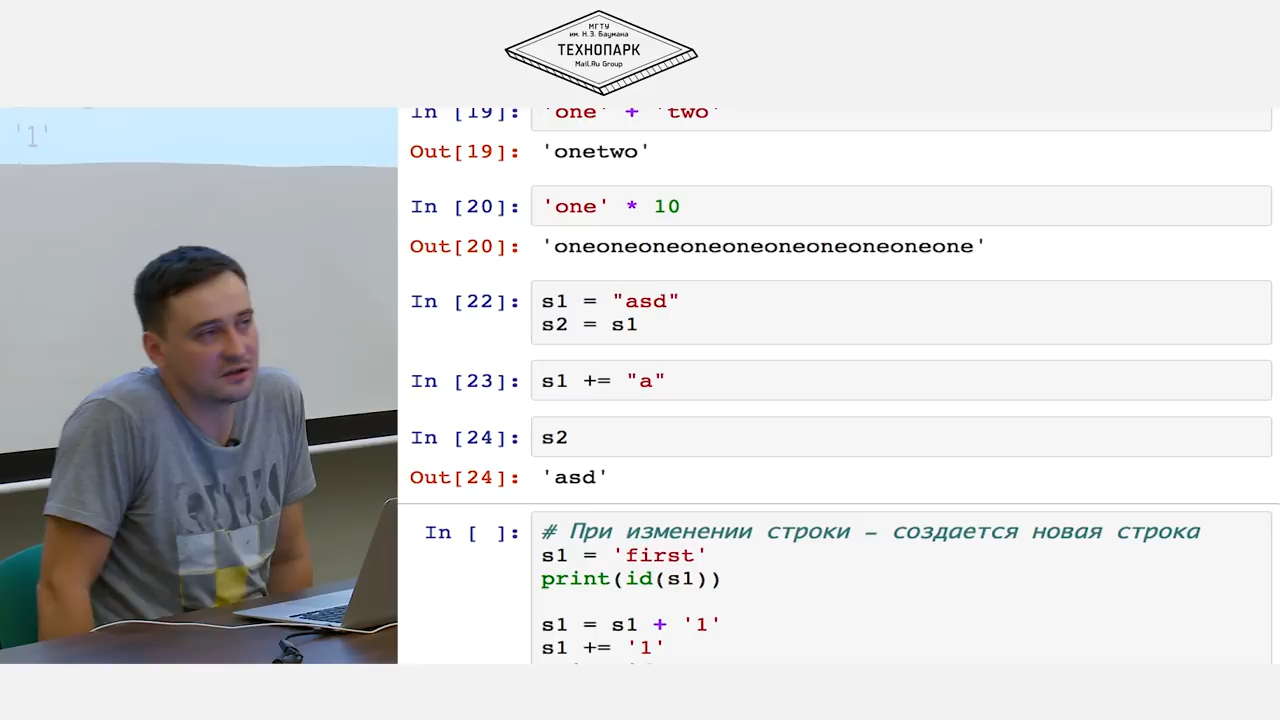 МГТУ
им. Н.Э. Баумана
ТЕХНОПАРК
Mail.Ru Group
'1'
In [19]: 'one' + 'two'
Out[19]: 'onetwo'
In [20]: 'one' * 10
Out[20]: 'oneoneoneoneoneoneoneoneoneone'
In [22]: s1 = "asd"
s2 = s1
In [23]: s1 += "a"
In [24]: s2
Out[24]: 'asd'
In [ ]: # При изменении строки – создается новая строка
s1 = 'first'
print(id(s1))
s1 = s1 + '1'
s1 += '1'